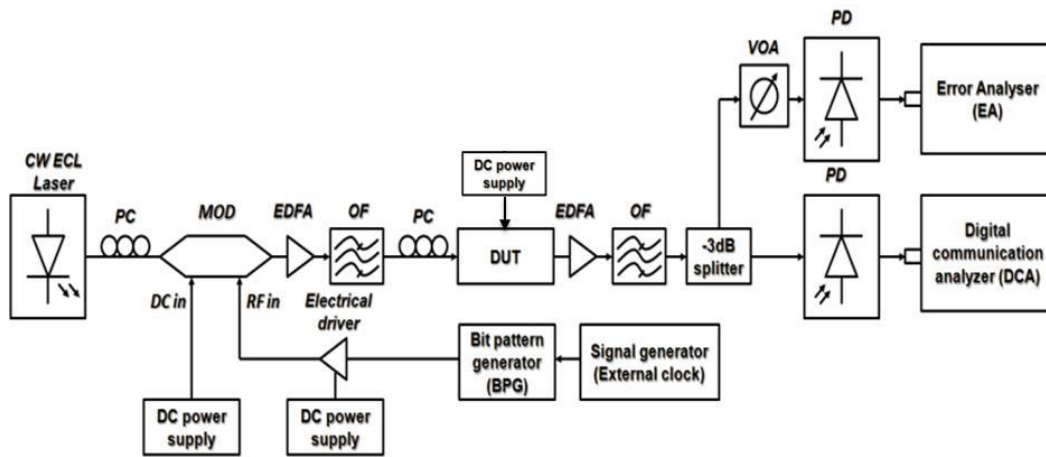 PD
VOA
Error Analyser
(EA)
CW ECL
Laser
PC
MOD
EDFA
OF
PC
DC power
supply
DUT
EDFA
OF
-3dB
splitter
PD
Digital
communication
analyzer (DCA)
DC in
RF in
Electrical
driver
Bit pattern
generator
(BPG)
Signal generator
(External clock)
DC power
supply
DC power
supply